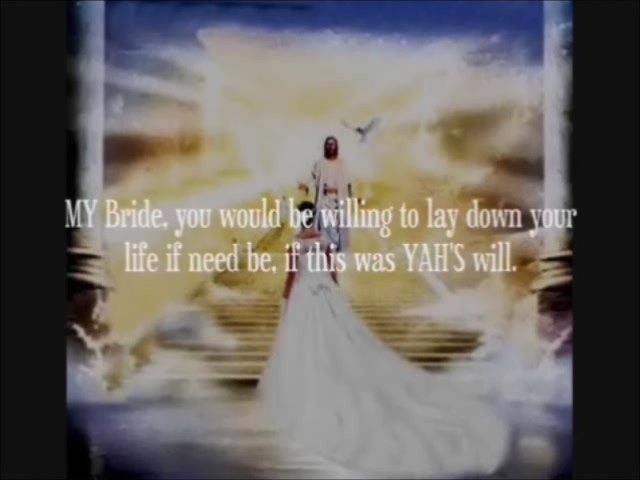 MY Bride, you would be willing to lay down your
life if need be, if this was YAH'S will.